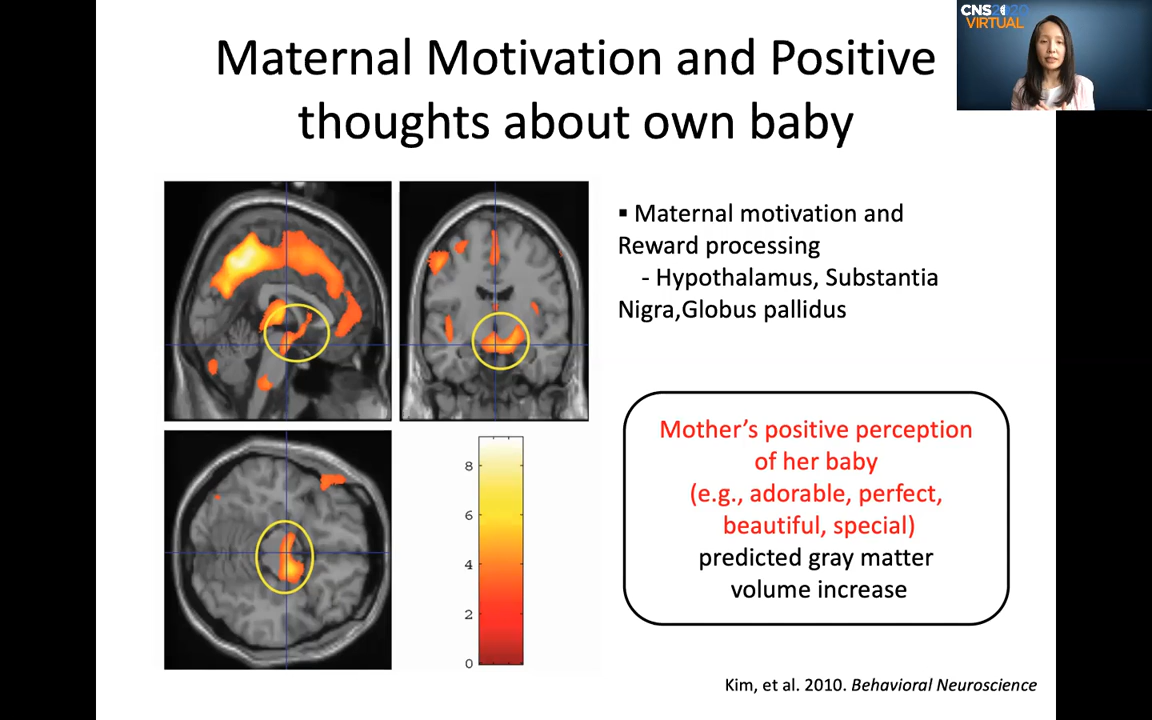 CNS2020
VIRTUAL
Maternal Motivation and Positive
thoughts about own baby
▪ Maternal motivation and
Reward processing
- Hypothalamus, Substantia
Nigra,Globus pallidus
8
6
4
2
0
Mother’s positive perception
of her baby
(e.g., adorable, perfect,
beautiful, special)
predicted gray matter
volume increase
Kim, et al. 2010. Behavioral Neuroscience